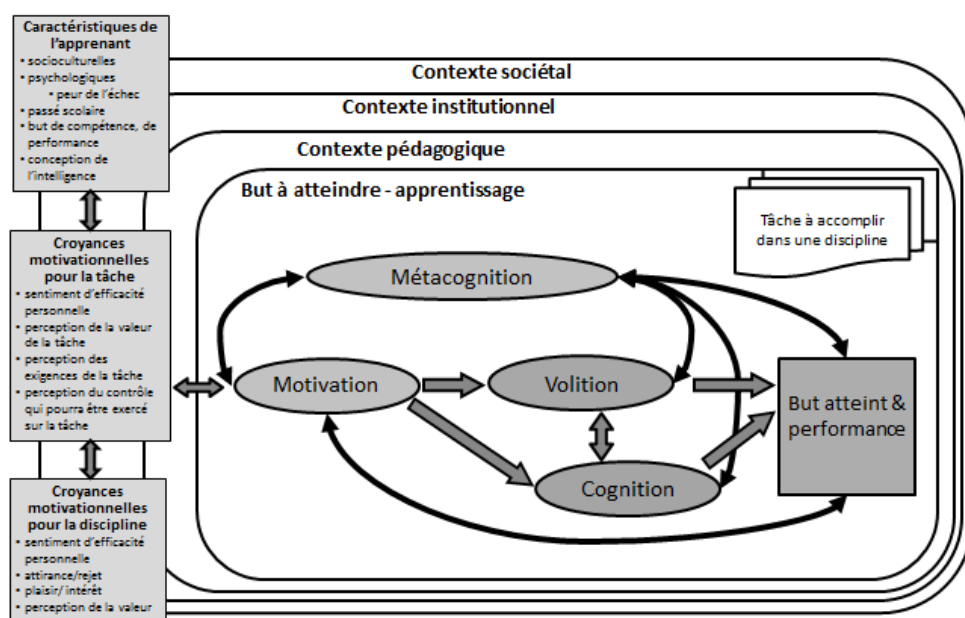 Caractéristiques de
l'apprenant
• socioculturelles
• psychologiques
• peur de l'échec
• passé scolaire
• but de compétence, de
performance
• conception de
l'intelligence
Croyances
motivationnelles
pour la tâche
• sentiment d'efficacité
personnelle
• perception de la valeur
de la tâche
• perception des
exigences de la tâche
• perception du contrôle
qui pourra être exercé
sur la tâche
Croyances
motivationnelles
pour la discipline
• sentiment d'efficacité
personnelle
• attirance/rejet
• plaisir/ intérêt
• perception de la valeur
Contexte sociétal
Contexte institutionnel
Contexte pédagogique
But à atteindre - apprentissage
Tâche à accomplir
dans une discipline
Métacognition
Motivation
Volition
Cognition
But atteint &
performance